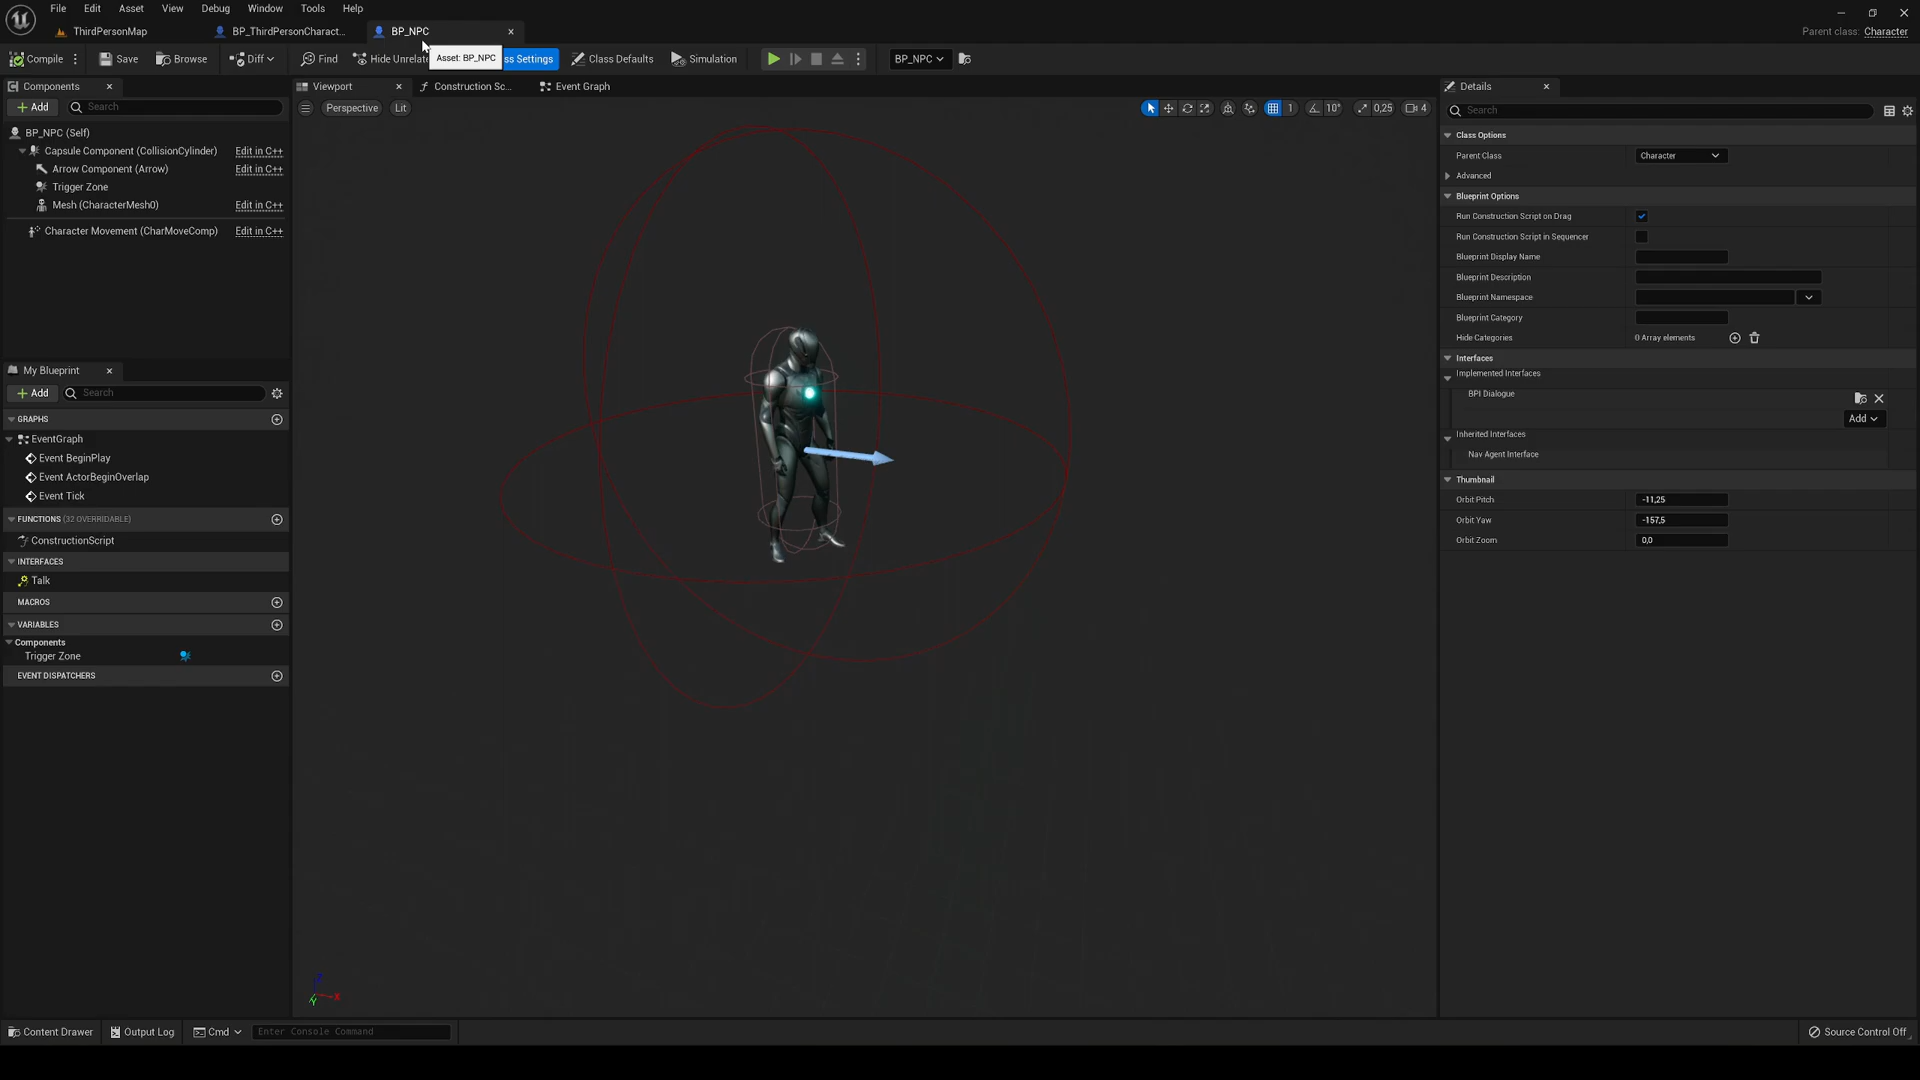 File Edit Asset View Debug Window Tools Help
ThirdPersonMap BP_ThirdPersonCharact... BP_NPC
Parent class: Character
Compile Save Browse Diff Find Hide Unrelate ss Settings Class Defaults Simulation BP_NPC
Asset: BP_NPC
Components
Add Search
BP_NPC (Self)
Capsule Component (CollisionCylinder) Edit in C++
Arrow Component (Arrow) Edit in C++
Trigger Zone
Mesh (CharacterMesh0) Edit in C++
Character Movement (CharMoveComp) Edit in C++
My Blueprint
Add Search
GRAPHS
EventGraph
Event BeginPlay
Event ActorBeginOverlap
Event Tick
FUNCTIONS (32 OVERRIDABLE)
ConstructionScript
INTERFACES
Talk
MACROS
VARIABLES
Components
Trigger Zone
EVENT DISPATCHERS
Viewport Construction Sc... Event Graph
Perspective Lit
1 10° 0,25 4
Z
X
Y
Details
Search
Class Options
Parent Class Character
Advanced
Blueprint Options
Run Construction Script on Drag
Run Construction Script in Sequencer
Blueprint Display Name
Blueprint Description
Blueprint Namespace
Blueprint Category
Hide Categories 0 Array elements
Interfaces
Implemented Interfaces
BPI Dialogue
Add
Inherited Interfaces
Nav Agent Interface
Thumbnail
Orbit Pitch -11,25
Orbit Yaw -157,5
Orbit Zoom 0,0
Content Drawer Output Log Cmd Enter Console Command
Source Control Off